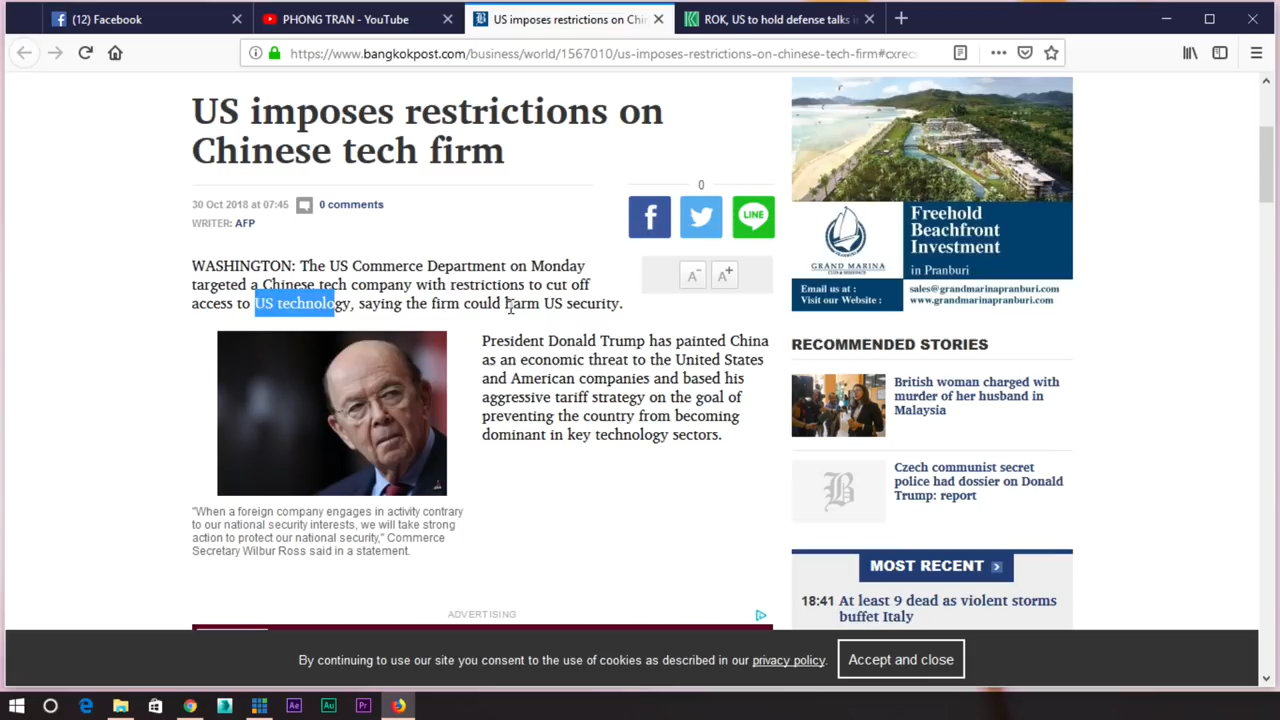 (12) Facebook
PHONG TRAN - YouTube
US imposes restrictions on Chin
ROK, US to hold defense talks i
https://www.bangkokpost.com/business/world/1567010/us-imposes-restrictions-on-chinese-tech-firm#cxrecs
US imposes restrictions on
Chinese tech firm
30 Oct 2018 at 07:45
0 comments
WRITER: AFP
0
f
LINE
WASHINGTON: The US Commerce Department on Monday
targeted a Chinese tech company with restrictions to cut off
access to US technology, saying the firm could harm US security.
A-
A+
President Donald Trump has painted China
as an economic threat to the United States
and American companies and based his
aggressive tariff strategy on the goal of
preventing the country from becoming
dominant in key technology sectors.
"When a foreign company engages in activity contrary
to our national security interests, we will take strong
action to protect our national security," Commerce
Secretary Wilbur Ross said in a statement.
ADVERTISING
GRAND MARINA
Freehold
Beachfront
Investment
in Pranburi
Email us at : sales@grandmarinapranburi.com
Visit our Website : www.grandmarinapranburi.com
RECOMMENDED STORIES
British woman charged with
murder of her husband in
Malaysia
B
Czech communist secret
police had dossier on Donald
Trump: report
MOST RECENT
18:41 At least 9 dead as violent storms
buffet Italy
By continuing to use our site you consent to the use of cookies as described in our privacy policy.
Accept and close
Ae
Au
Pr